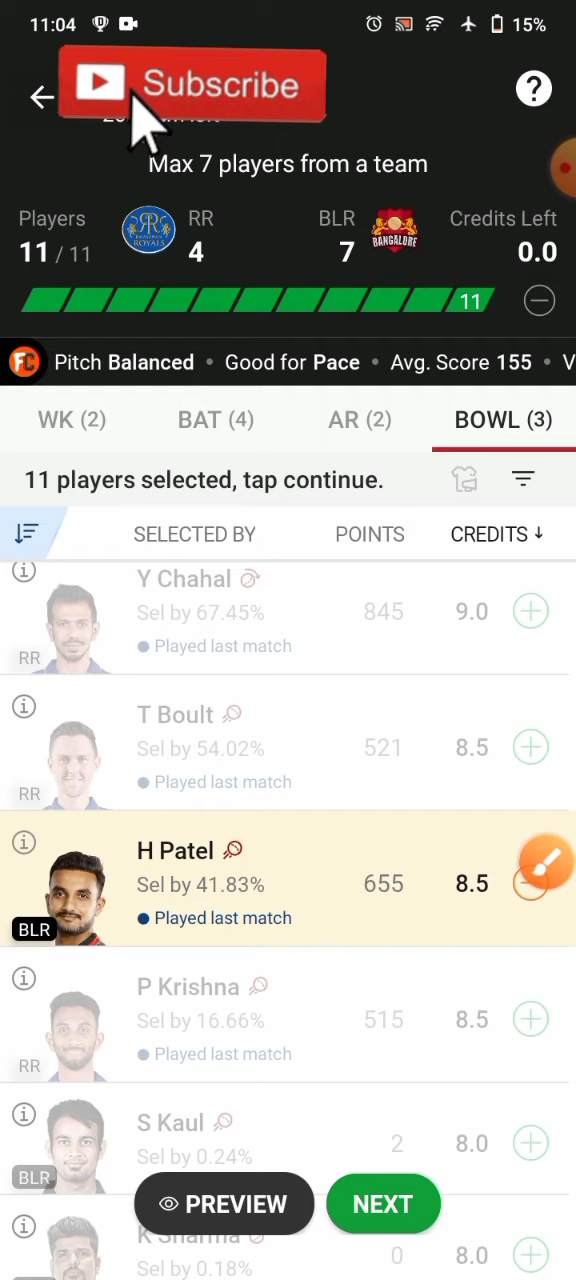 11:04
15%
Subscribe
Max 7 players from a team
Players
RR
BLR
Credits Left
11 / 11
4
7
0.0
ROYALS
BANGALORE
11
FC Pitch Balanced • Good for Pace • Avg. Score 155 • V
WK (2)
BAT (4)
AR (2)
BOWL (3)
11 players selected, tap continue.
SELECTED BY
POINTS
CREDITS ↓
Y Chahal
Sel by 67.45%
845
9.0
Played last match
RR
T Boult
Sel by 54.02%
521
8.5
Played last match
RR
H Patel
Sel by 41.83%
655
8.5
Played last match
BLR
P Krishna
Sel by 16.66%
515
8.5
Played last match
RR
S Kaul
Sel by 0.24%
2
8.0
BLR
PREVIEW
NEXT
K Sharma
Sel by 0.18%
0
8.0